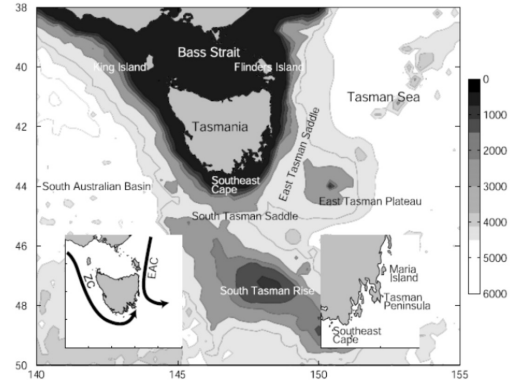 38
Bass Strait
King Island
Flinders Island
40
Tasman Sea
Tasmania
42
East Tasman Saddle
Southeast
Cape
44
South Australian Basin
East Tasman Plateau
South Tasman Saddle
46
ZC
EAC
Maria
Island
Tasman
Peninsula
South Tasman Rise
48
Southeast
Cape
50
140
145
150
155
0
1000
2000
3000
4000
5000
6000